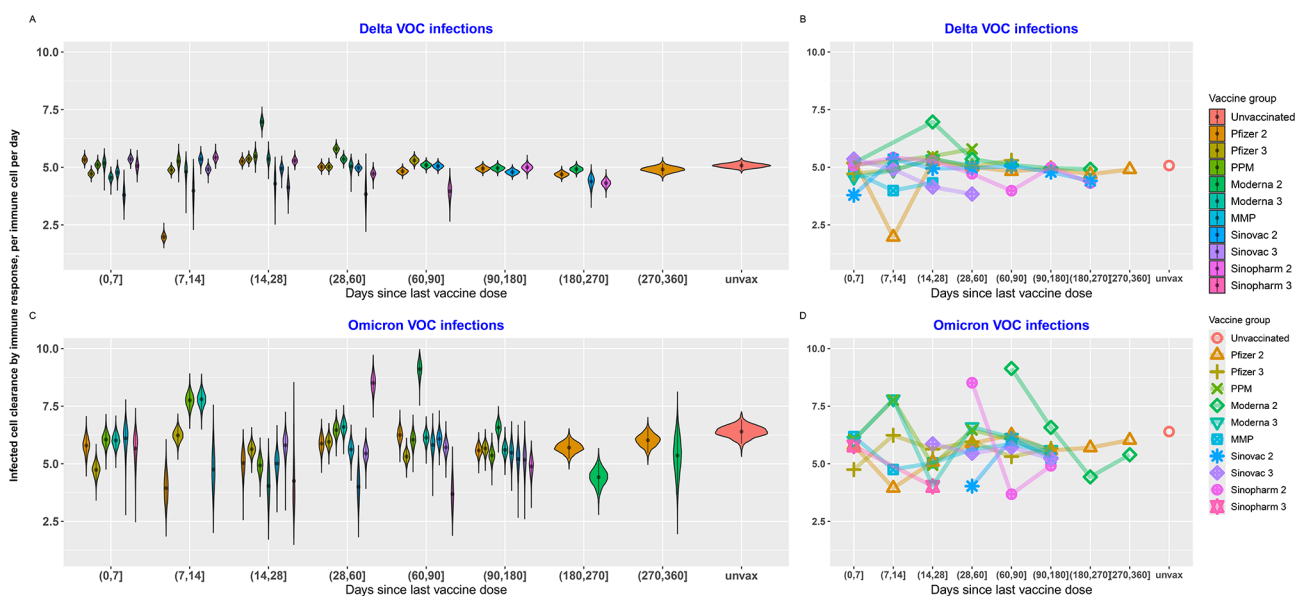 A
Delta VOC infections
10.0
7.5
5.0
2.5
(0,7]
(7,14]
(14,28]
(28,60]
(60,90]
(90,180]
(180,270]
(270,360]
unvax
Days since last vaccine dose
B
Delta VOC infections
10.0
7.5
5.0
2.5
(0,7]
(7,14]
(14,28]
(28,60]
(60,90]
(90,180]
(180,270]
(270,360]
unvax
Days since last vaccine dose
Vaccine group
Unvaccinated
Pfizer 2
Pfizer 3
PPM
Moderna 2
Moderna 3
MMP
Sinovac 2
Sinovac 3
Sinopharm 2
Sinopharm 3
Infected cell clearance by immune response, per immune cell per day
C
Omicron VOC infections
10.0
7.5
5.0
2.5
(0,7]
(7,14]
(14,28]
(28,60]
(60,90]
(90,180]
(180,270]
(270,360]
unvax
Days since last vaccine dose
D
Omicron VOC infections
10.0
7.5
5.0
2.5
(0,7]
(7,14]
(14,28]
(28,60]
(60,90]
(90,180]
(180,270]
(270,360]
unvax
Days since last vaccine dose
Vaccine group
Unvaccinated
Pfizer 2
Pfizer 3
PPM
Moderna 2
Moderna 3
MMP
Sinovac 2
Sinovac 3
Sinopharm 2
Sinopharm 3